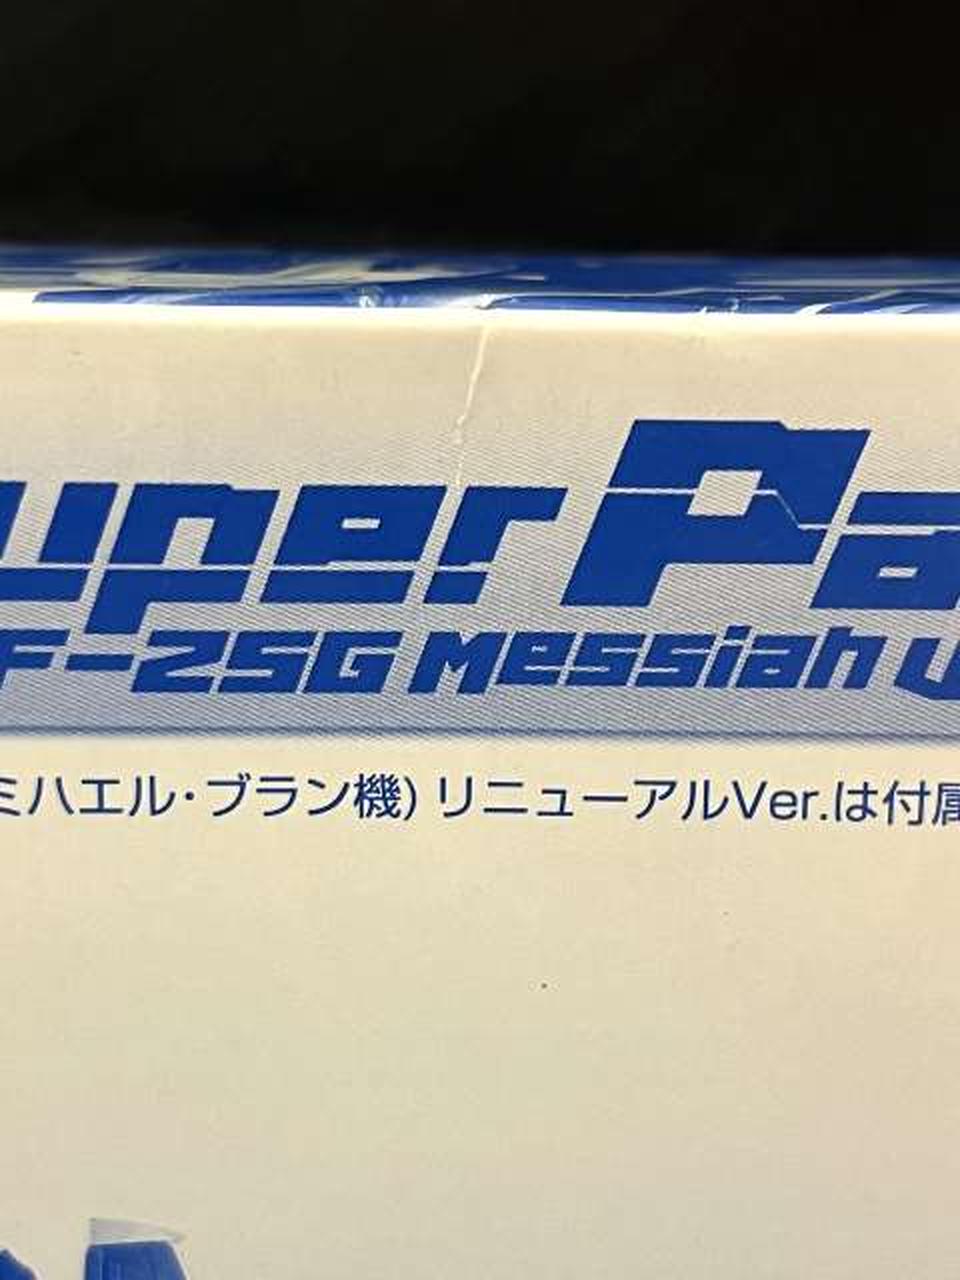 uper Pa
F-25G Messiah V
ミハエル・ブラン機) リニューアルVer.は付属